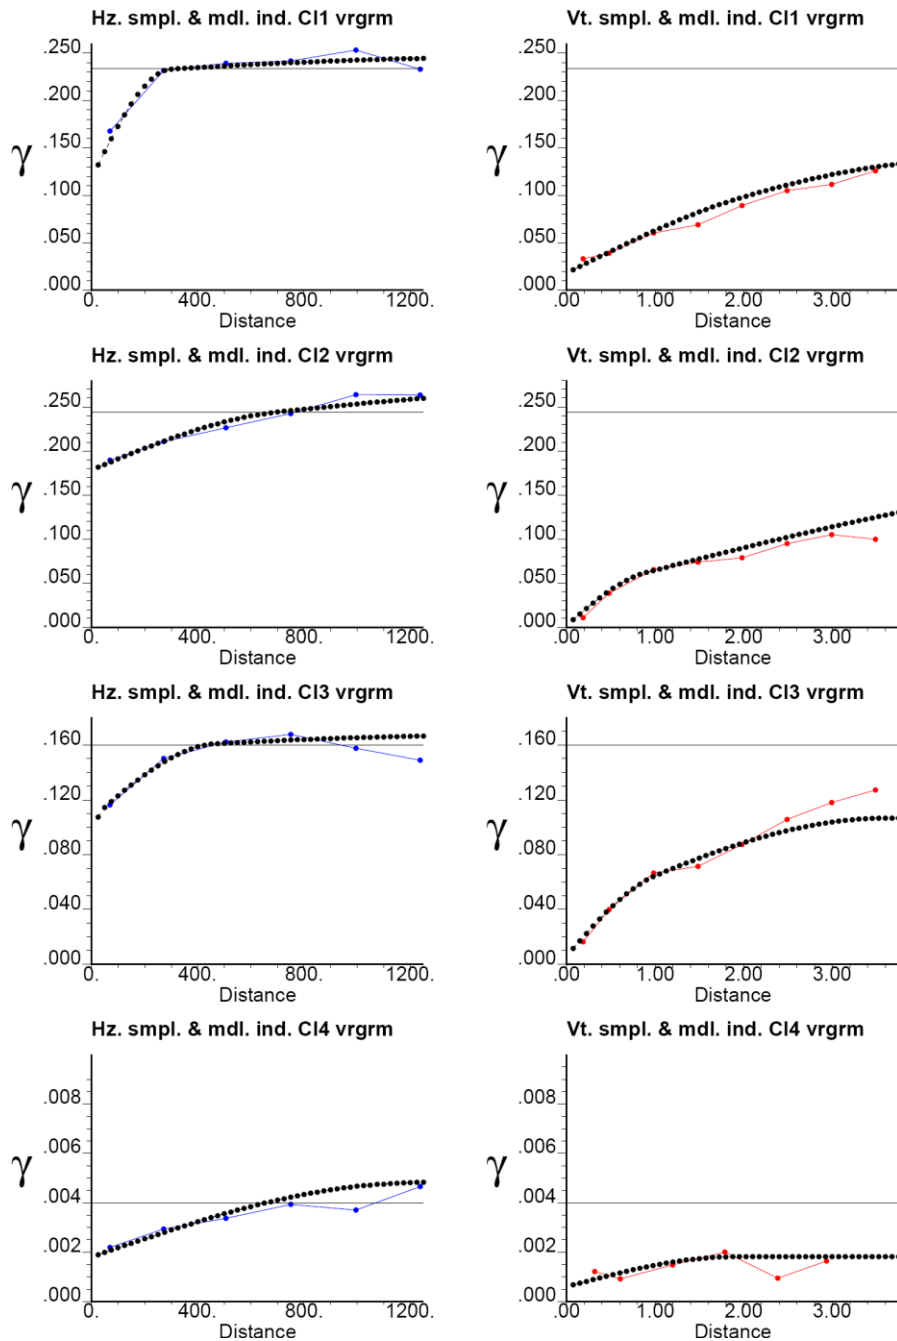 Hz. smpl. & mdl. ind. Cl1 vrgrm
γ
.250
.200
.150
.100
.050
.000
0. 400. 800. 1200.
Distance
Vt. smpl. & mdl. ind. Cl1 vrgrm
γ
.250
.200
.150
.100
.050
.000
.00 1.00 2.00 3.00
Distance
Hz. smpl. & mdl. ind. Cl2 vrgrm
γ
.250
.200
.150
.100
.050
.000
0. 400. 800. 1200.
Distance
Vt. smpl. & mdl. ind. Cl2 vrgrm
γ
.250
.200
.150
.100
.050
.000
.00 1.00 2.00 3.00
Distance
Hz. smpl. & mdl. ind. Cl3 vrgrm
γ
.160
.120
.080
.040
.000
0. 400. 800. 1200.
Distance
Vt. smpl. & mdl. ind. Cl3 vrgrm
γ
.160
.120
.080
.040
.000
.00 1.00 2.00 3.00
Distance
Hz. smpl. & mdl. ind. Cl4 vrgrm
γ
.008
.006
.004
.002
.000
0. 400. 800. 1200.
Distance
Vt. smpl. & mdl. ind. Cl4 vrgrm
γ
.008
.006
.004
.002
.000
.00 1.00 2.00 3.00
Distance